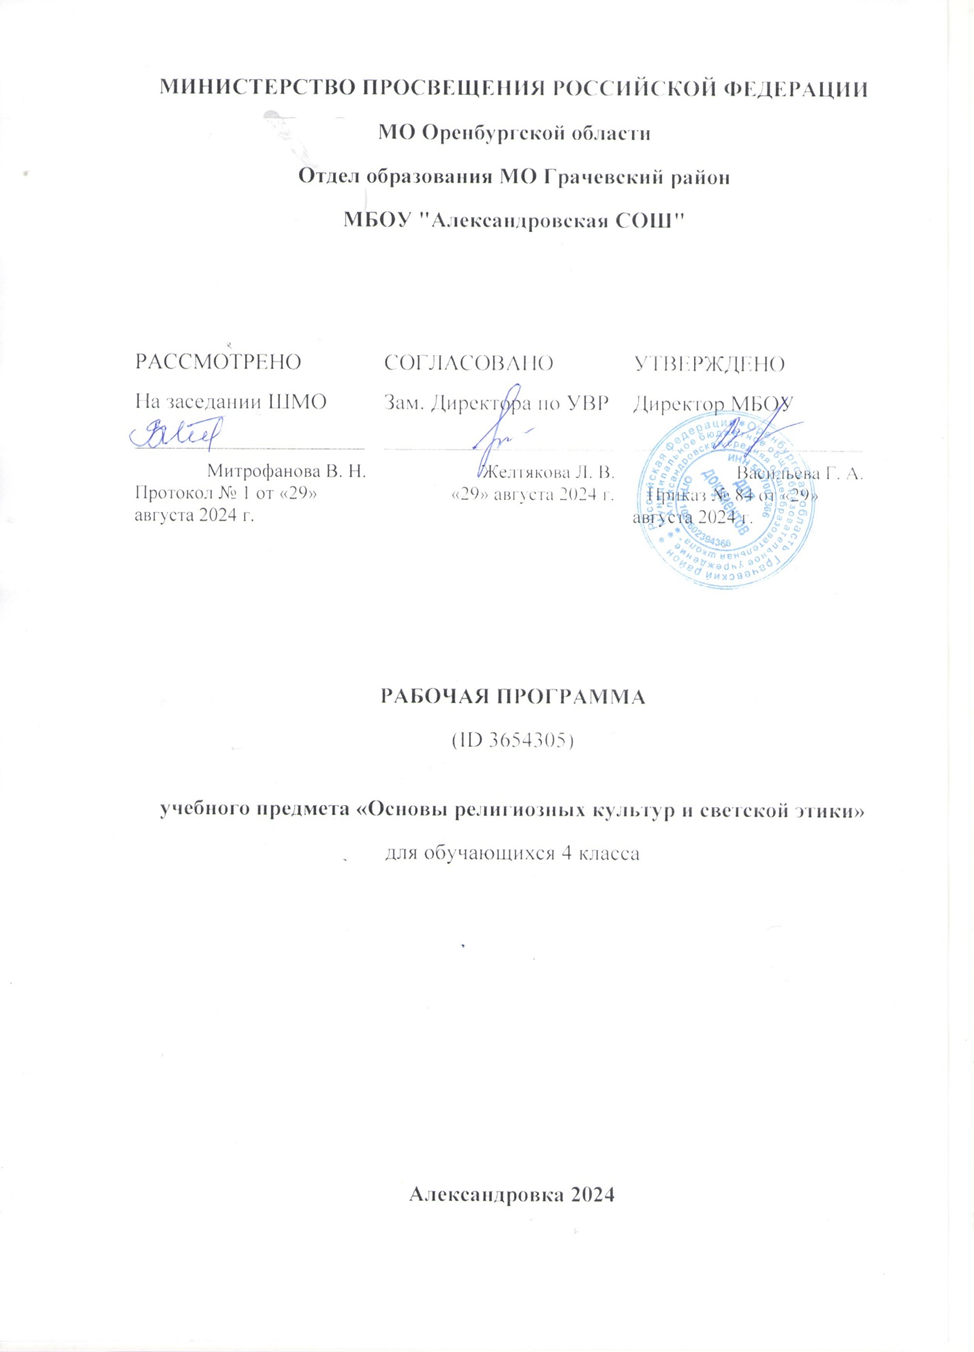 МИНИСТЕРСТВО ПРОСВЕЩЕНИЯ РОССИЙСКОЙ ФЕДЕРАЦИИ
МО Оренбургской области
Отдел образования МО Грачевский район
МБОУ "Александровская СОШ"
РАССМОТРЕНО
На заседании ШМО
Митрофанова В. Н.
Протокол № 1 от «29»
августа 2024 г.
СОГЛАСОВАНО
Зам. Директора по УВР
Желтякова Л. В.
«29» августа 2024 г.
УТВЕРЖДЕНО
Директор МБОУ
Васильева Г. А.
Приказ № 84 от «29»
августа 2024 г.
Для
документов
РАБОЧАЯ ПРОГРАММА
(ID 3654305)
учебного предмета «Основы религиозных культур и светской этики»
для обучающихся 4 класса
Александровка 2024